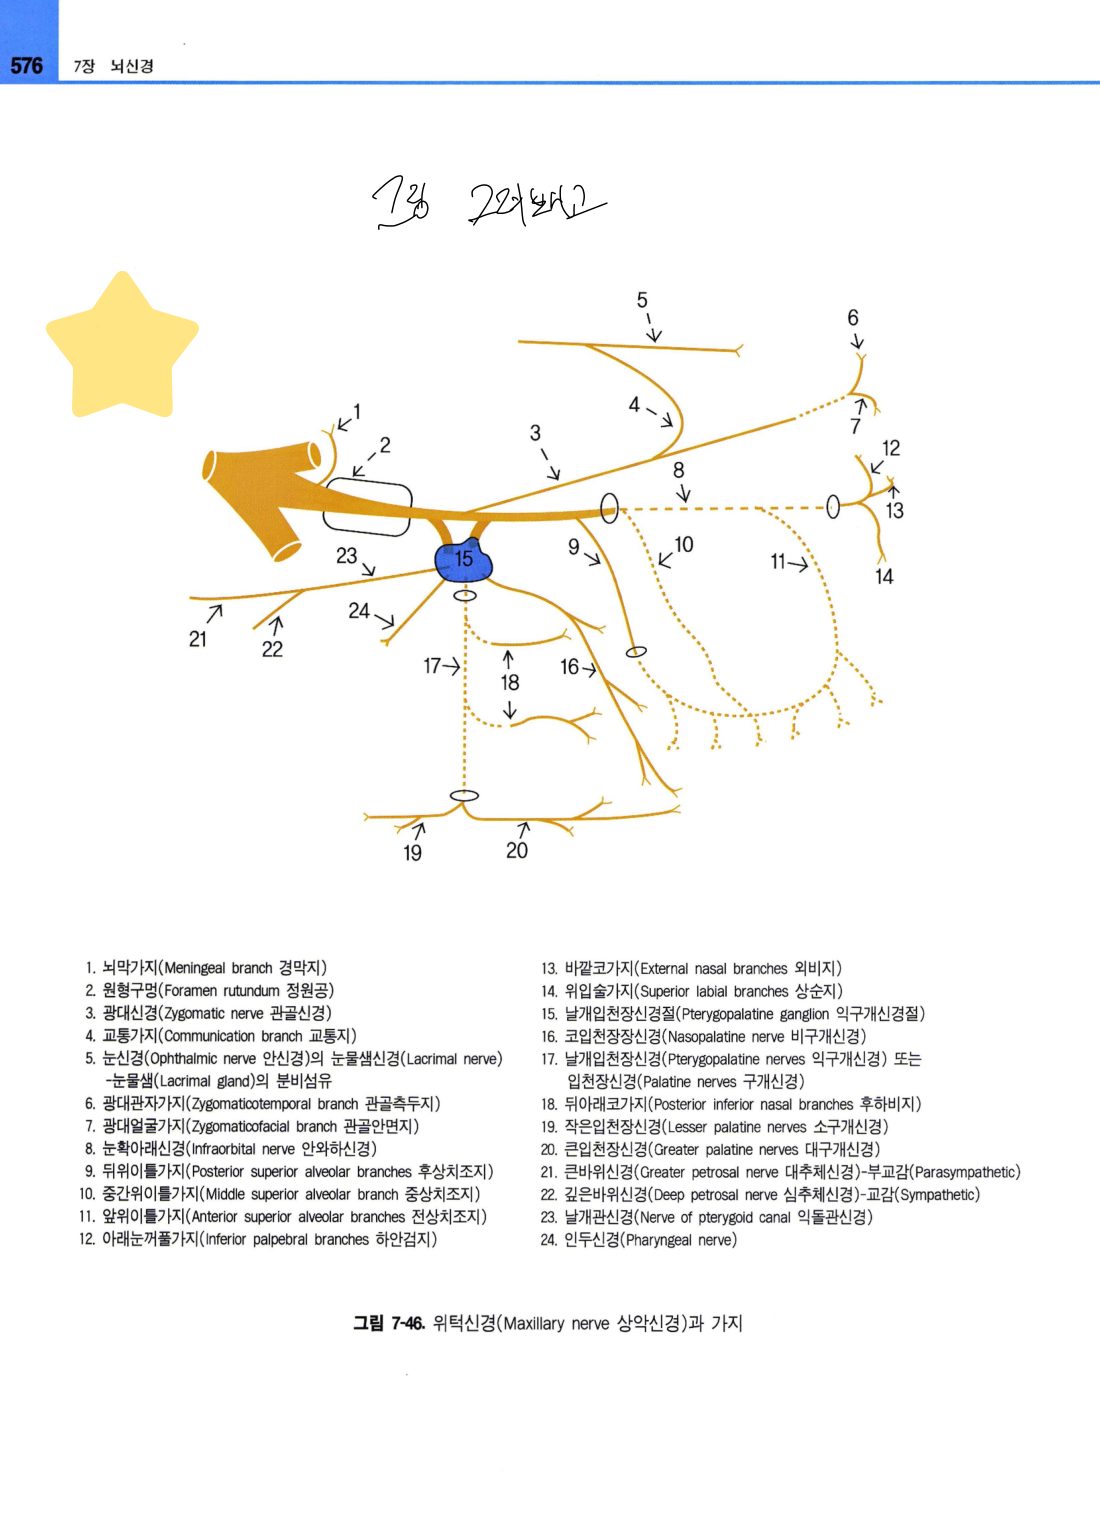 576 7장 뇌신경
그림 그려보고
5
6
1
4
7
2
3
12
8
13
9
10
11
14
23
15
24
21
22
17
18
16
19
20
1. 뇌막가지(Meningeal branch 경막지)
2. 원형구멍(Foramen rutundum 정원공)
3. 광대신경(Zygomatic nerve 관골신경)
4. 교통가지(Communication branch 교통지)
5. 눈신경(Ophthalmic nerve 안신경)의 눈물샘신경(Lacrimal nerve)
-눈물샘(Lacrimal gland)의 분비섬유
6. 광대관자가지(Zygomaticotemporal branch 관골측두지)
7. 광대얼굴가지(Zygomaticofacial branch 관골안면지)
8. 눈확아래신경(Infraorbital nerve 안와하신경)
9. 뒤위이틀가지(Posterior superior alveolar branches 후상치조지)
10. 중간위이틀가지(Middle superior alveolar branch 중상치조지)
11. 앞위이틀가지(Anterior superior alveolar branches 전상치조지)
12. 아래눈꺼풀가지(Inferior palpebral branches 하안검지)
13. 바깥코가지(External nasal branches 외비지)
14. 위입술가지(Superior labial branches 상순지)
15. 날개입천장신경절(Pterygopalatine ganglion 익구개신경절)
16. 코입천장장신경(Nasopalatine nerve 비구개신경)
17. 날개입천장신경(Pterygopalatine nerves 익구개신경) 또는
입천장신경(Palatine nerves 구개신경)
18. 뒤아래코가지(Posterior inferior nasal branches 후하비지)
19. 작은입천장신경(Lesser palatine nerves 소구개신경)
20. 큰입천장신경(Greater palatine nerves 대구개신경)
21. 큰바위신경(Greater petrosal nerve 대추체신경)-부교감(Parasympathetic)
22. 깊은바위신경(Deep petrosal nerve 심추체신경)-교감(Sympathetic)
23. 날개관신경(Nerve of pterygoid canal 익돌관신경)
24. 인두신경(Pharyngeal nerve)
그림 7-46. 위턱신경(Maxillary nerve 상악신경)과 가지